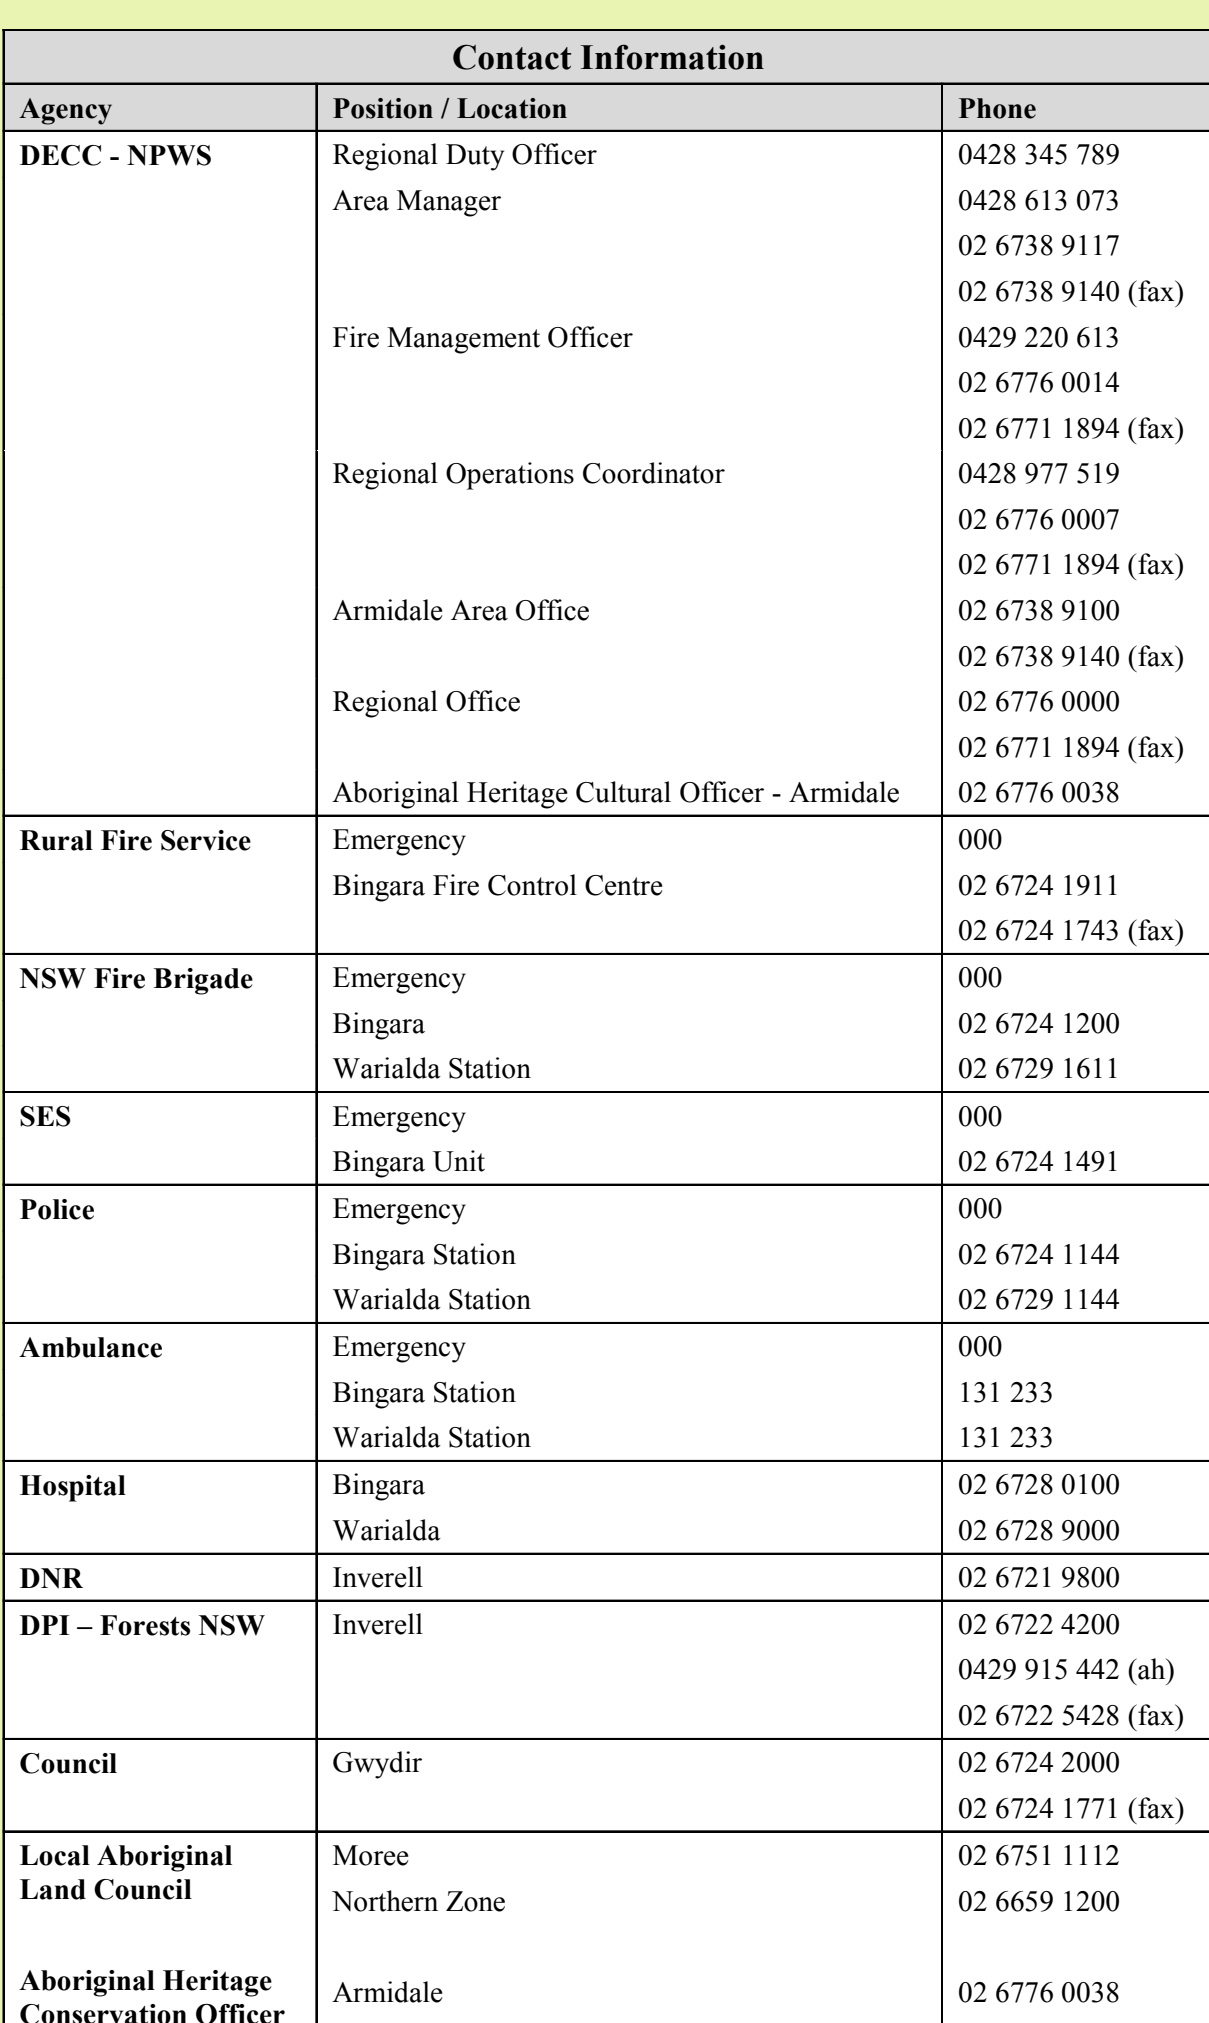 Contact Information
Agency Position / Location Phone
DECC - NPWS Regional Duty Officer 0428 345 789
Area Manager 0428 613 073
02 6738 9117
02 6738 9140 (fax)
Fire Management Officer 0429 220 613
02 6776 0014
02 6771 1894 (fax)
Regional Operations Coordinator 0428 977 519
02 6776 0007
02 6771 1894 (fax)
Armidale Area Office 02 6738 9100
02 6738 9140 (fax)
Regional Office 02 6776 0000
02 6771 1894 (fax)
Aboriginal Heritage Cultural Officer - Armidale 02 6776 0038
Rural Fire Service Emergency 000
Bingara Fire Control Centre 02 6724 1911
02 6724 1743 (fax)
NSW Fire Brigade Emergency 000
Bingara 02 6724 1200
Warialda Station 02 6729 1611
SES Emergency 000
Bingara Unit 02 6724 1491
Police Emergency 000
Bingara Station 02 6724 1144
Warialda Station 02 6729 1144
Ambulance Emergency 000
Bingara Station 131 233
Warialda Station 131 233
Hospital Bingara 02 6728 0100
Warialda 02 6728 9000
DNR Inverell 02 6721 9800
DPI – Forests NSW Inverell 02 6722 4200
0429 915 442 (ah)
02 6722 5428 (fax)
Council Gwydir 02 6724 2000
02 6724 1771 (fax)
Local Aboriginal Moree 02 6751 1112
Land Council
Northern Zone 02 6659 1200
Aboriginal Heritage
Armidale 02 6776 0038
Conservation Officer